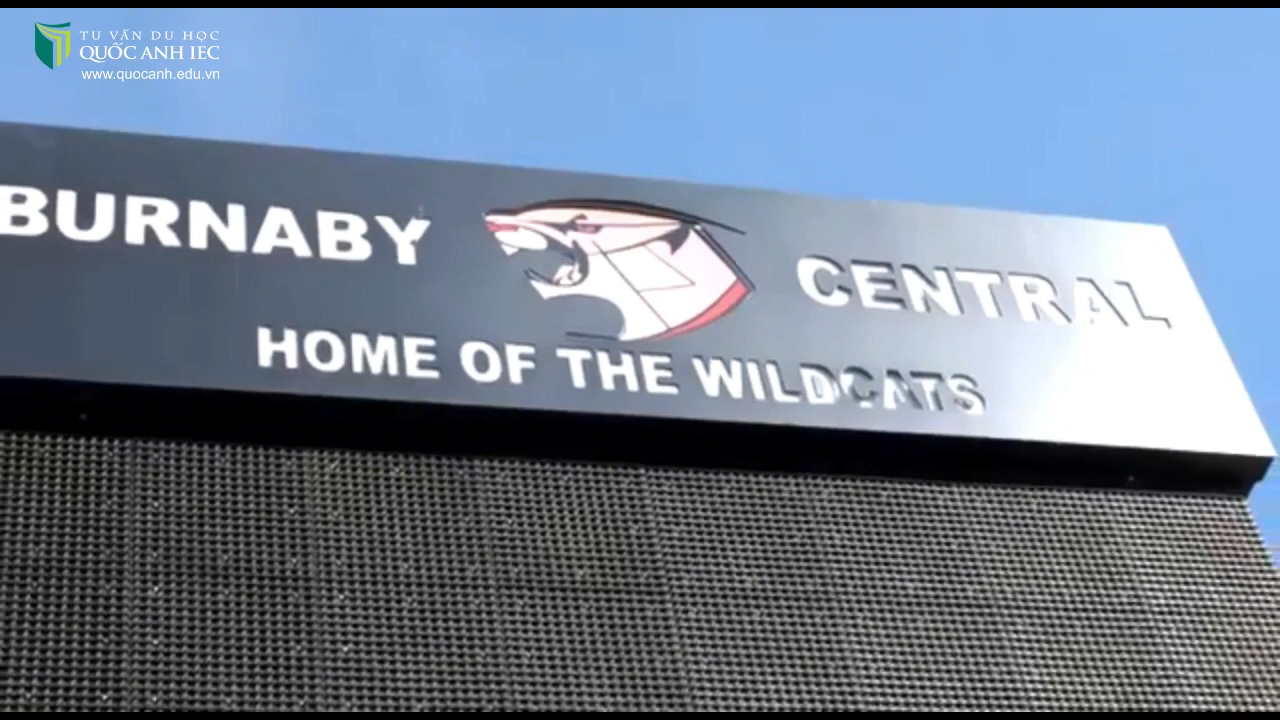 TƯ VẤN DU HỌC
QUỐC ANH IEC
www.quocanh.edu.vn
BURNABY CENTRAL
HOME OF THE WILDCATS